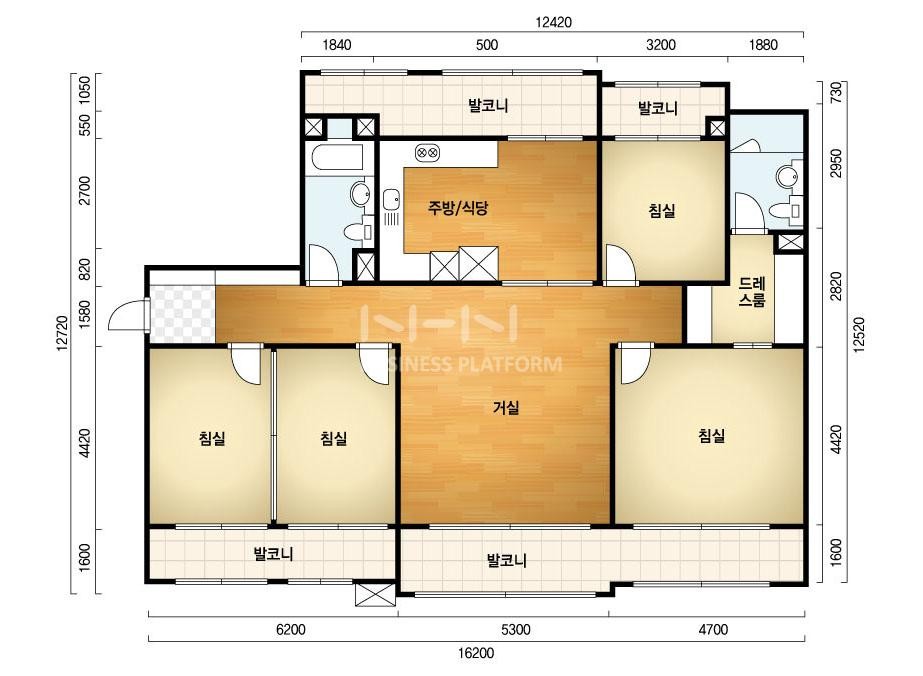 12420
1840
500
3200
1880
1050
550
2700
820
1580
4420
1600
12720
730
2950
2820
4420
1600
12520
발코니
발코니
주방/식당
침실
드레
스룸
NHN
SINESS PLATFORM
거실
침실
침실
침실
발코니
발코니
6200
5300
4700
16200